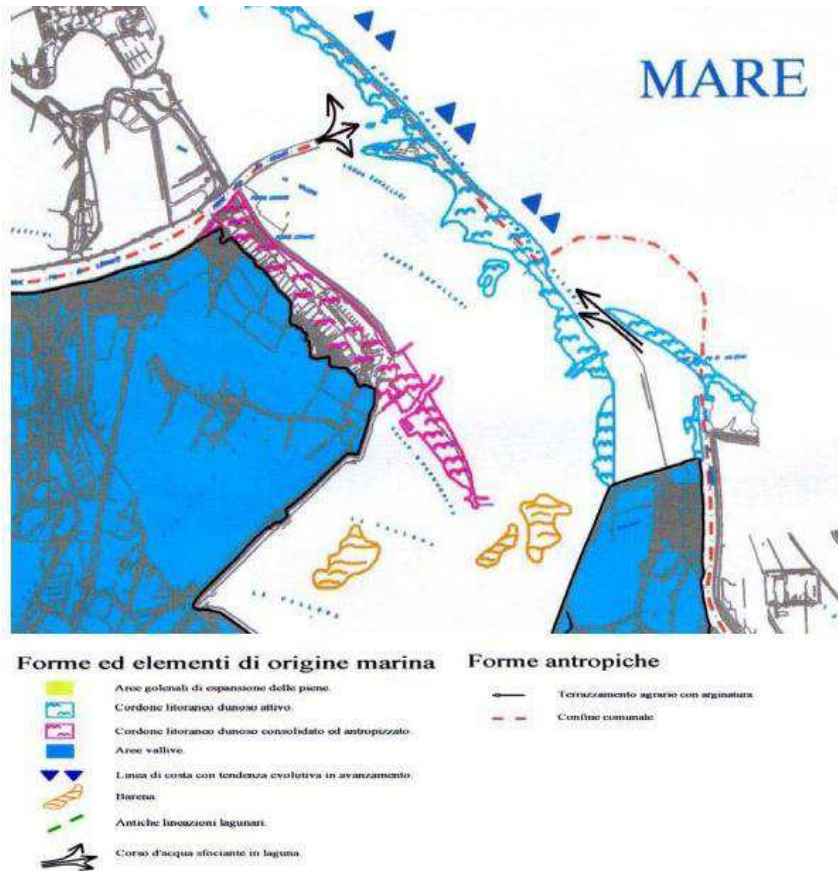 MARE
Forme ed elementi di origine marina
Aree golenali di espansione delle piene.
Cordone litoraneo dunoso attivo.
Cordone litoraneo dunoso consolidato ed antropizzato.
Aree vallive.
Linea di costa con tendenza evolutiva in avanzamento.
Barena.
Antiche lineazioni lagunari.
Corso d'acqua sfociante in laguna.
Forme antropiche
Terrazzamento agrario con arginatura
Confine comunale.